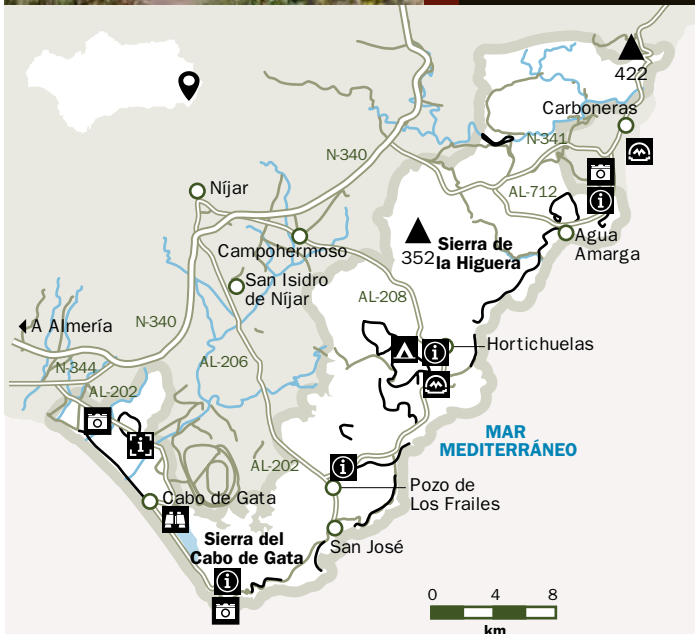 422
Carboneras
N-341
N-340
AL-712
Níjar
Agua
Amarga
Campohermoso
352
Sierra de
la Higuera
San Isidro
de Níjar
AL-208
A Almería
N-340
Hortichuelas
N-344
AL-206
AL-202
MAR
MEDITERRÁNEO
AL-202
Pozo de
Los Frailes
Cabo de Gata
Sierra del
Cabo de Gata
San José
0 4 8
km